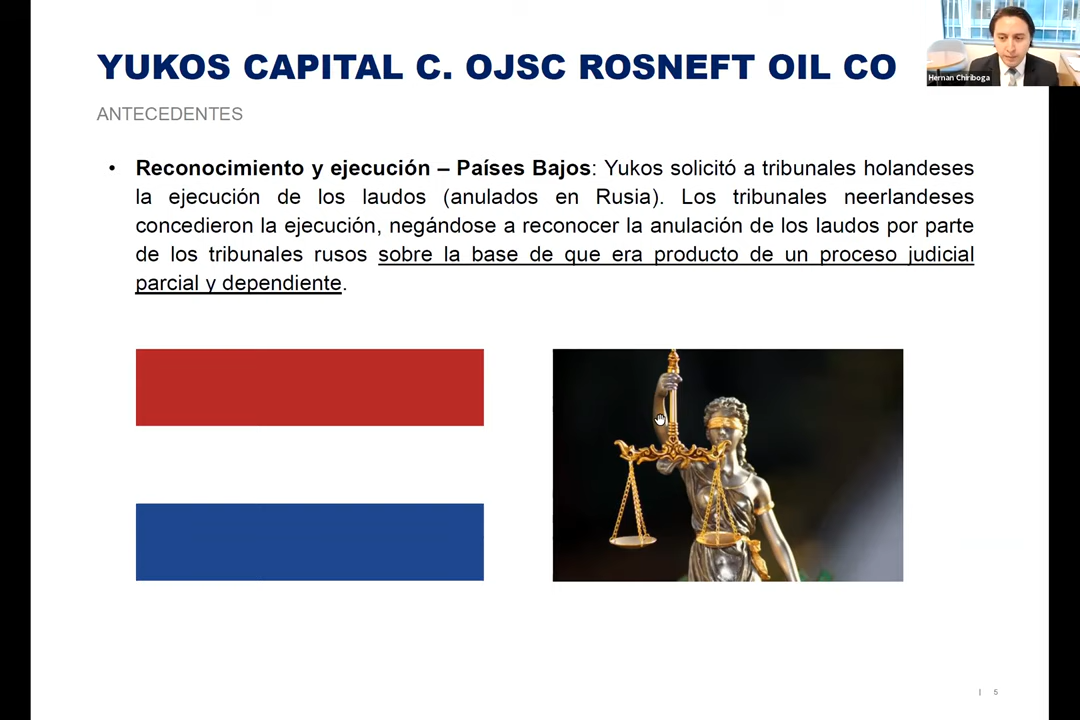 YUKOS CAPITAL C. OJSC ROSNEFT OIL CO
Hernan Chiriboga
ANTECEDENTES
• Reconocimiento y ejecución – Países Bajos: Yukos solicitó a tribunales holandeses
la ejecución de los laudos (anulados en Rusia). Los tribunales neerlandeses
concedieron la ejecución, negándose a reconocer la anulación de los laudos por parte
de los tribunales rusos sobre la base de que era producto de un proceso judicial
parcial y dependiente.
| 5